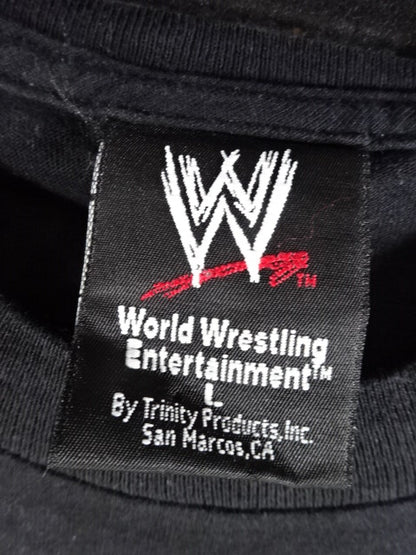 W
TM
World Wrestling
Entertainment™
L
By Trinity Products, Inc.
San Marcos, CA